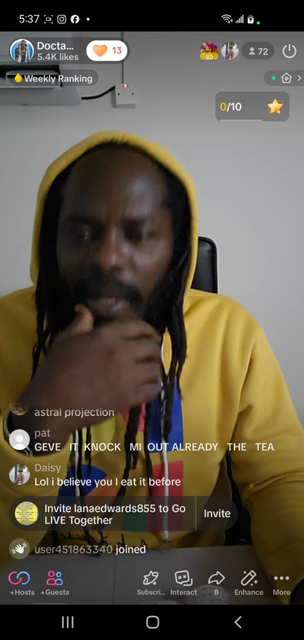 5:37
Docta...
5.4K likes
13
20
72
Weekly Ranking
0/10
astral projection
pat
GEVE IT KNOCK MI OUT ALREADY THE TEA
Daisy
Lol i believe you I eat it before
Invite lanaedwards855 to Go
LIVE Together
Invite
user451863340 joined
+Hosts
+Guests
Subscri...
Interact
8
Enhance
More